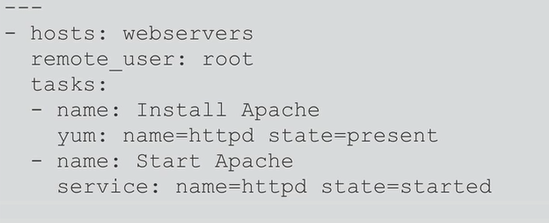 ---
- hosts: webservers
  remote_user: root
  tasks:
  - name: Install Apache
    yum: name=httpd state=present
  - name: Start Apache
    service: name=httpd state=started